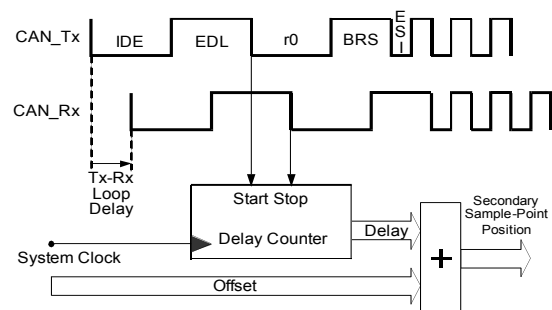 CAN_Tx IDE EDL r0 BRS ESI
CAN_Rx
Tx-Rx
Loop
Delay
Start Stop
Delay Counter
System Clock
Delay
Offset
+
Secondary
Sample-Point
Position